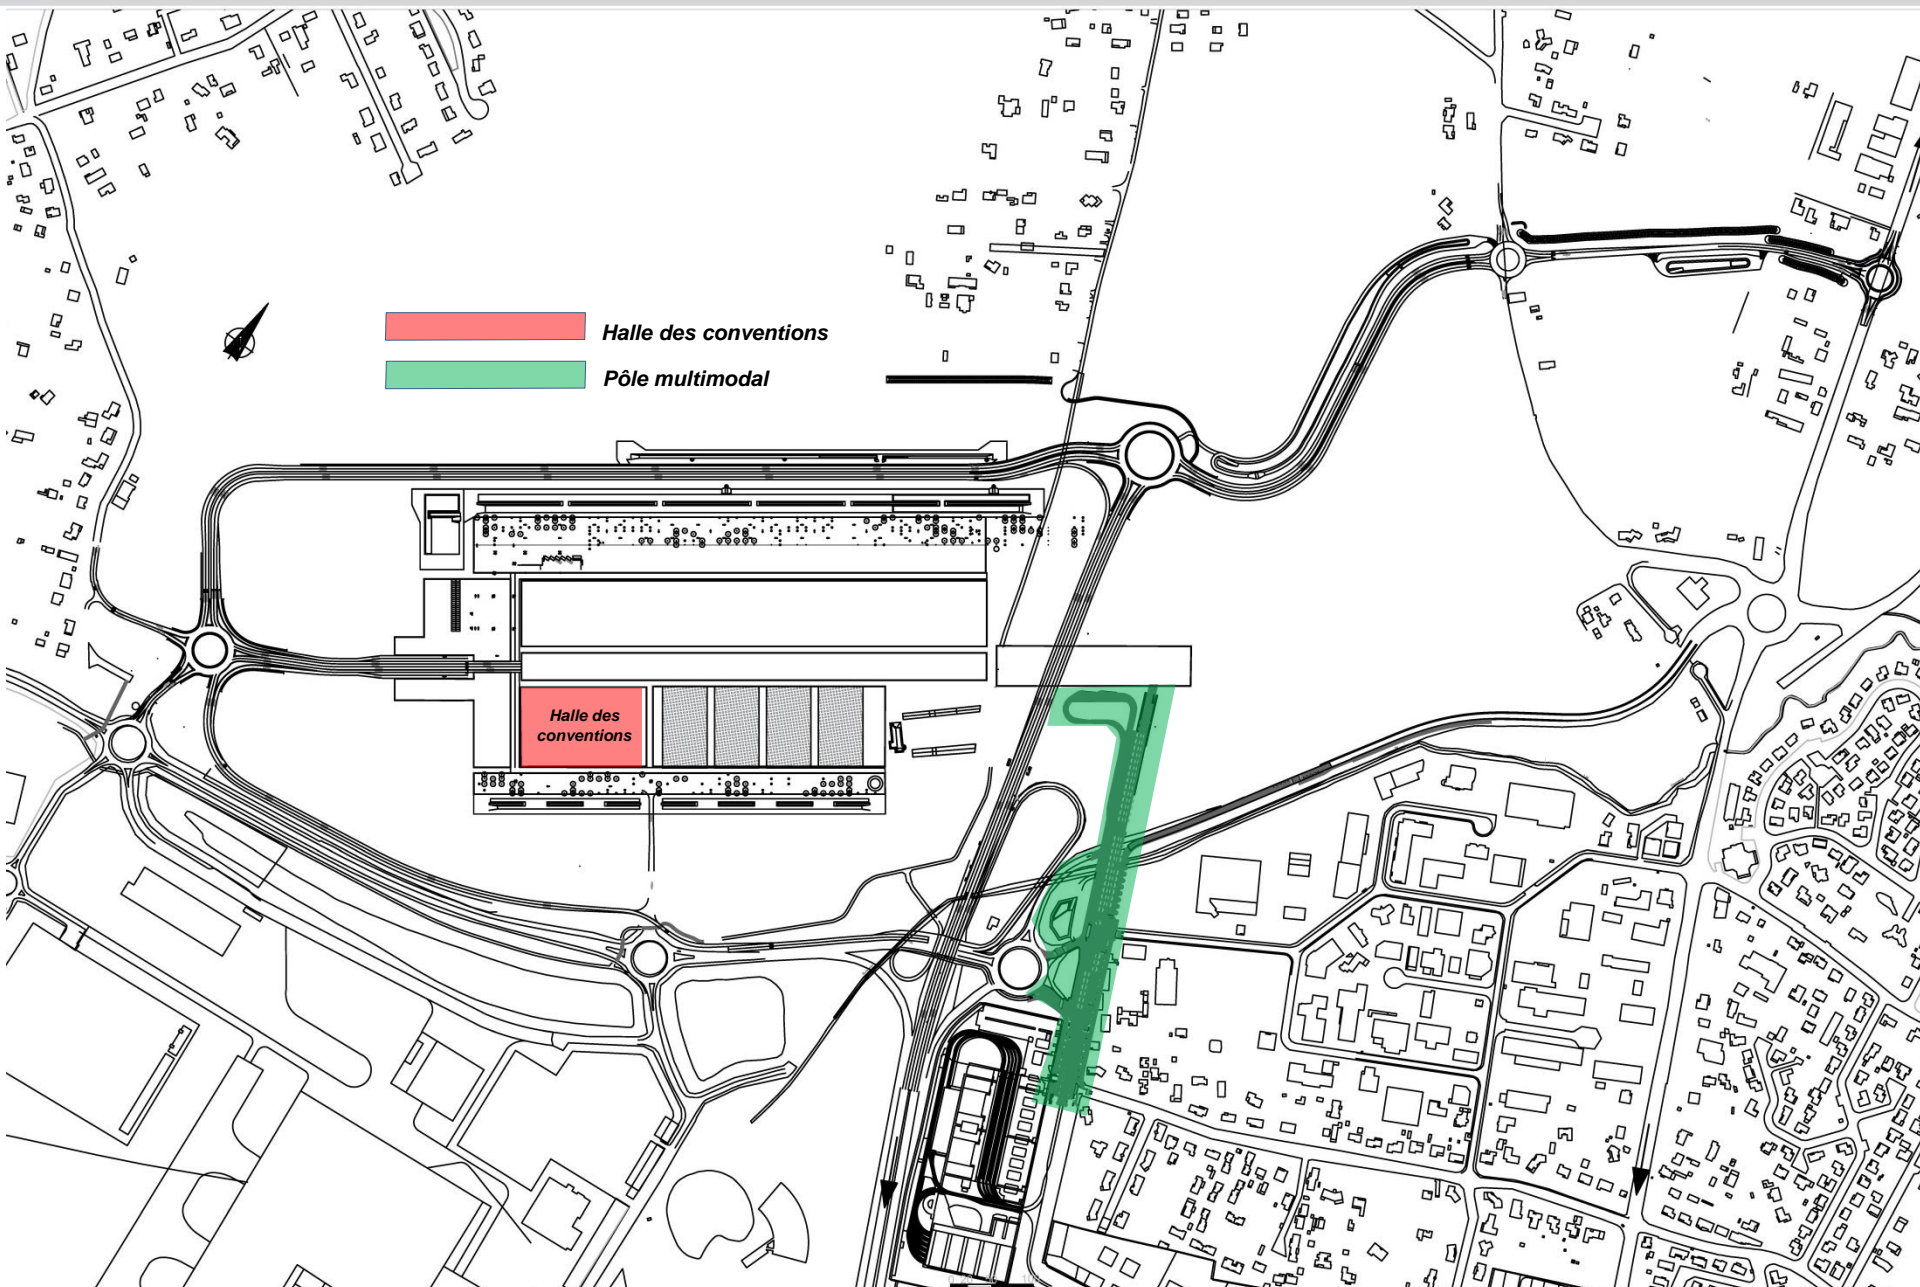 Halle des conventions
Pôle multimodal
Halle des
conventions